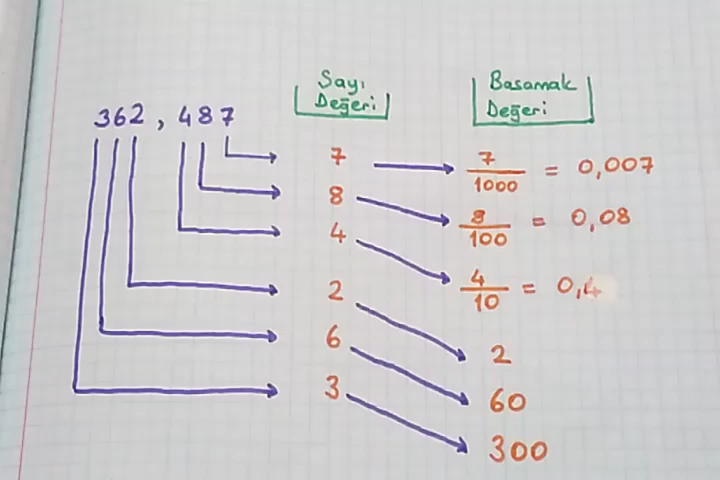 Sayı Değeri
Basamak Değeri
362,487
7 7/1000 = 0,007
8 8/100 = 0,08
4 4/10 = 0,4
2 2
6 60
3 300